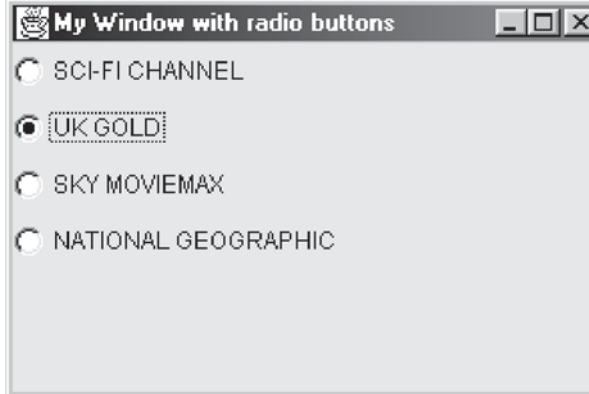 My Window with radio buttons
SCI-FI CHANNEL
UK GOLD
SKY MOVIEMAX
NATIONAL GEOGRAPHIC